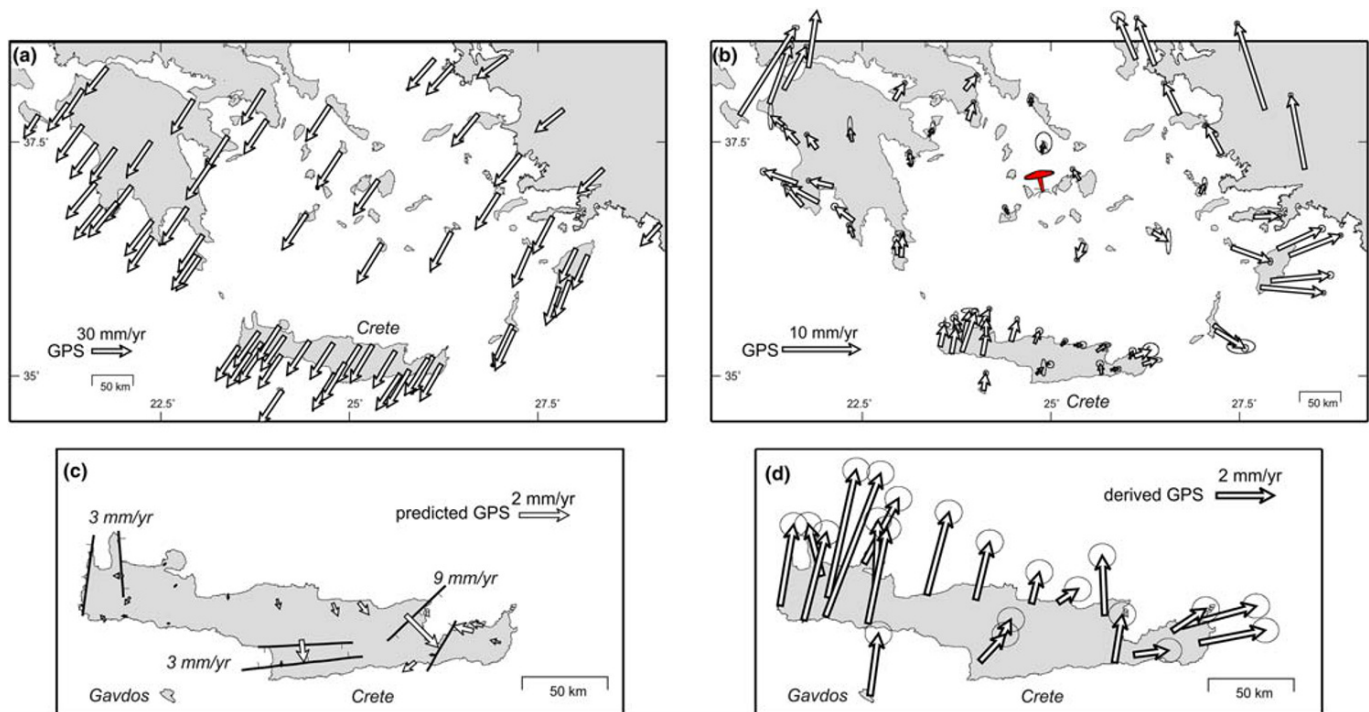 (a)
37.5˚
Crete
30 mm/yr
GPS
50 km
35˚
22.5˚
25˚
27.5˚
(b)
37.5˚
10 mm/yr
GPS
35˚
22.5˚
25˚
Crete
27.5˚
50 km
(c)
2 mm/yr
predicted GPS
3 mm/yr
9 mm/yr
3 mm/yr
50 km
Gavdos
Crete
(d)
2 mm/yr
derived GPS
50 km
Gavdos
Crete